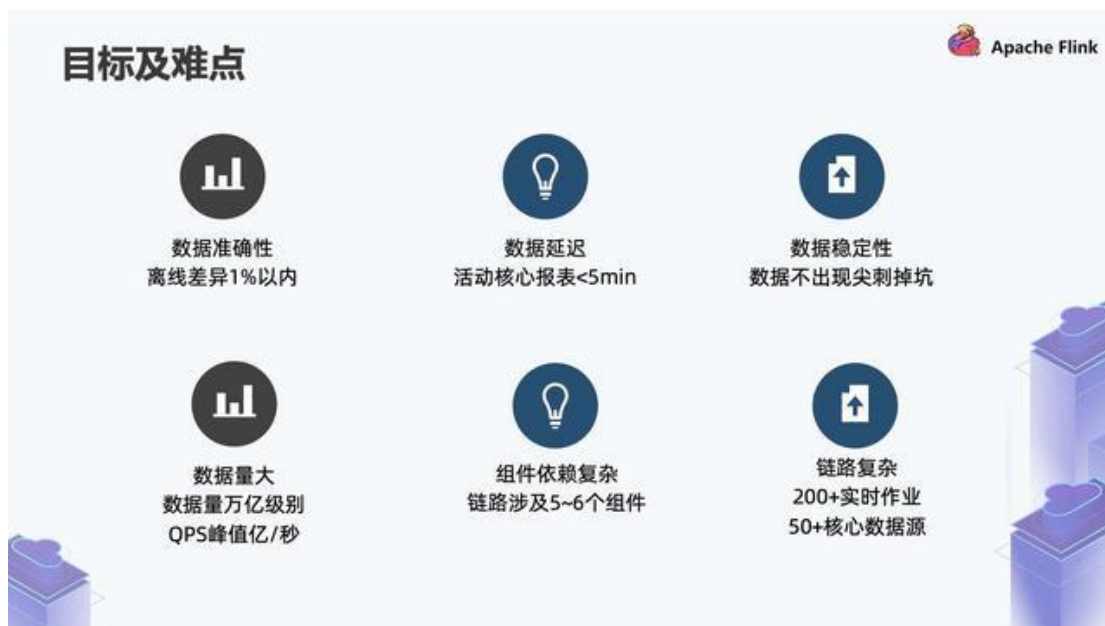 目标及难点
Apache Flink
数据准确性
离线差异1%以内
数据延迟
活动核心报表<5min
数据稳定性
数据不出现尖刺掉坑
数据量大
数据量万亿级别
QPS峰值亿/秒
组件依赖复杂
链路涉及5~6个组件
链路复杂
200+实时作业
50+核心数据源